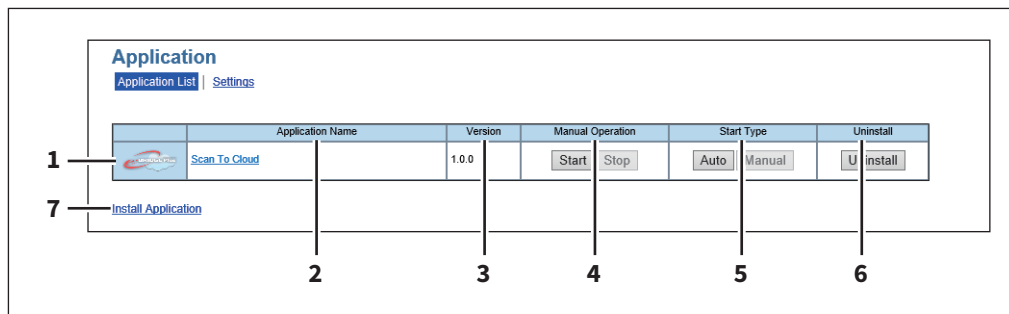 Application
Application List | Settings
Application Name Version Manual Operation Start Type Uninstall
1 Scan To Cloud 1.0.0 Start Stop Auto Manual Uninstall
7 Install Application
2 3 4 5 6